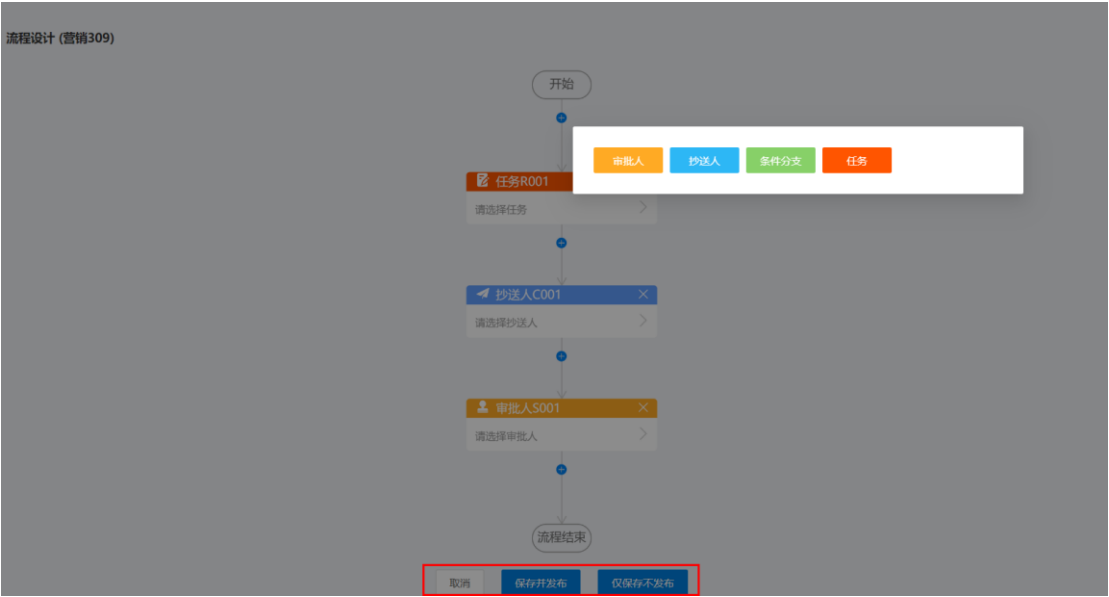 流程设计 (营销309)
开始
审批人 抄送人 条件分支 任务
任务R001
请选择任务
抄送人C001
请选择抄送人
审批人S001
请选择审批人
流程结束
取消 保存并发布 仅保存不发布